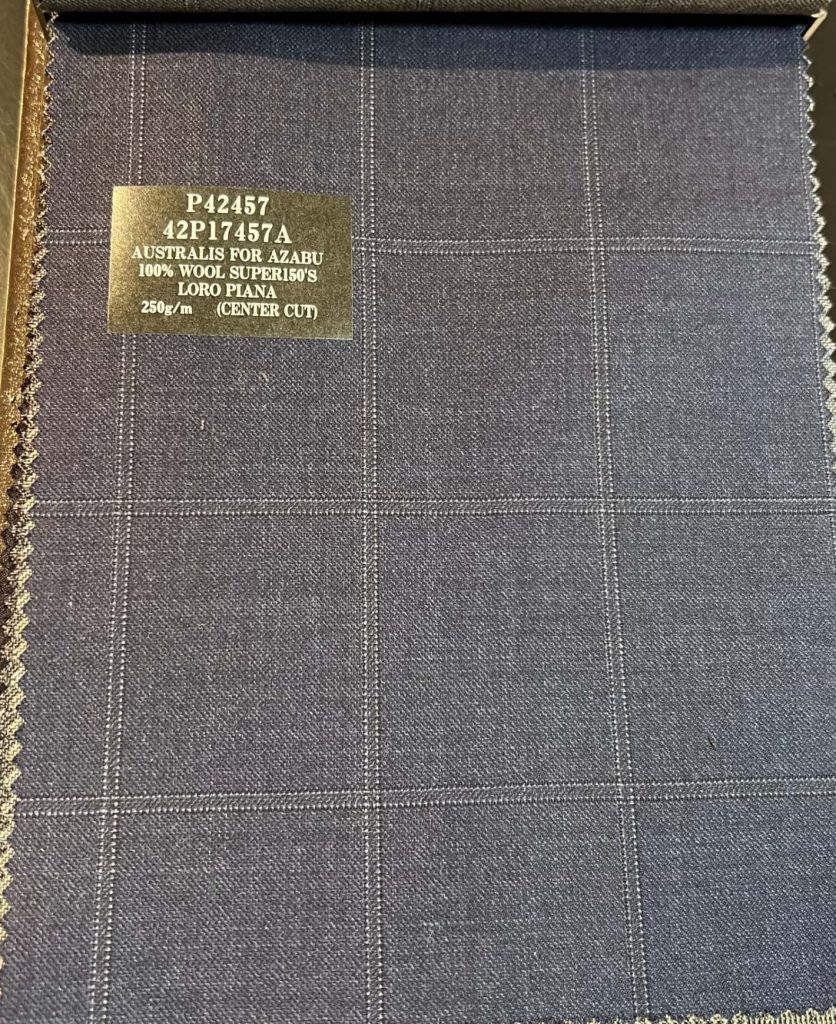 P42457
42P17457A
AUSTRALIS FOR AZABU
100% WOOL SUPER150'S
LORO PIANA
250g/m (CENTER CUT)